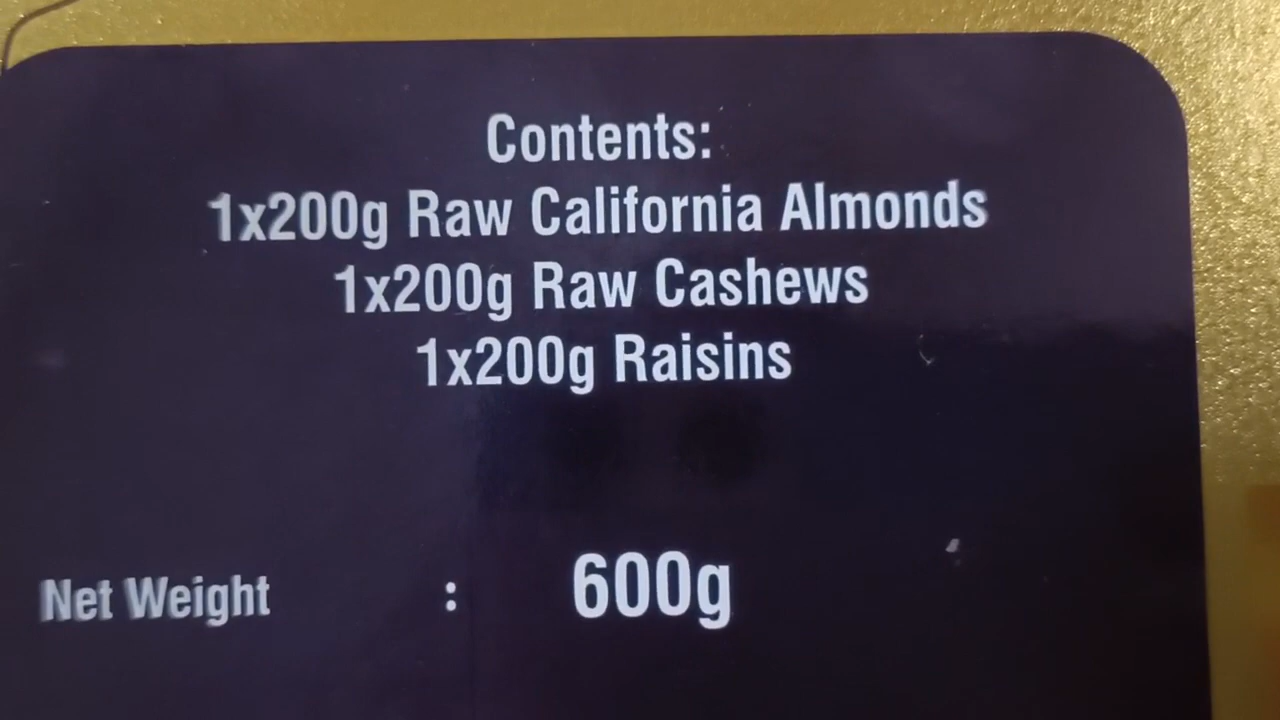 Contents:
1x200g Raw California Almonds
1x200g Raw Cashews
1x200g Raisins
Net Weight : 600g